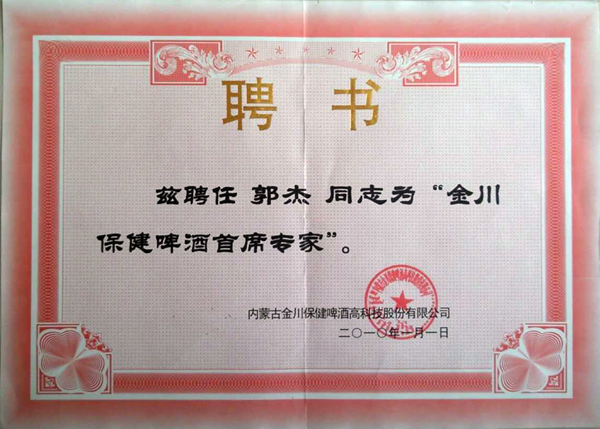 聘 书
兹聘任 郭杰 同志为“金川
保健啤酒首席专家”。
内蒙古金川保健啤酒高科技股份有限公司
二〇一〇年一月一日